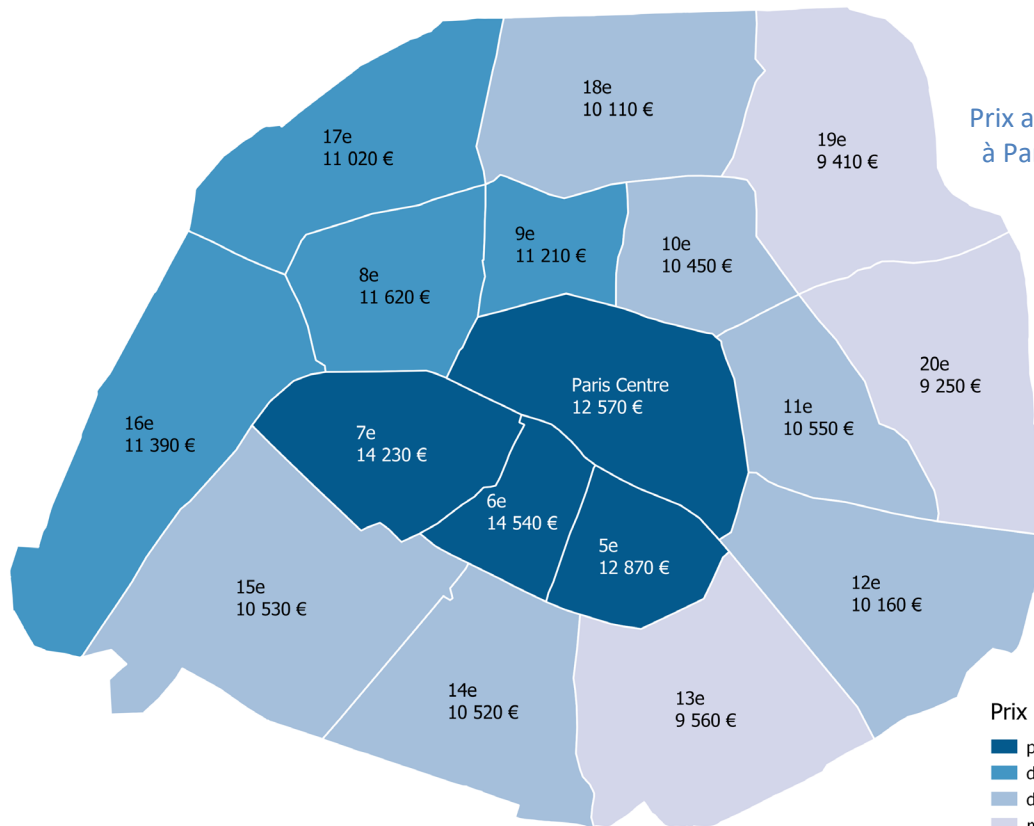 18e
10 110 €
17e
11 020 €
19e
9 410 €
Prix
à
9e
11 210 €
10e
10 450 €
8e
11 620 €
Paris Centre
12 570 €
20e
9 250 €
11e
10 550 €
16e
11 390 €
7e
14 230 €
6e
14 540 €
5e
12 870 €
15e
10 530 €
12e
10 160 €
14e
10 520 €
13e
9 560 €
Prix